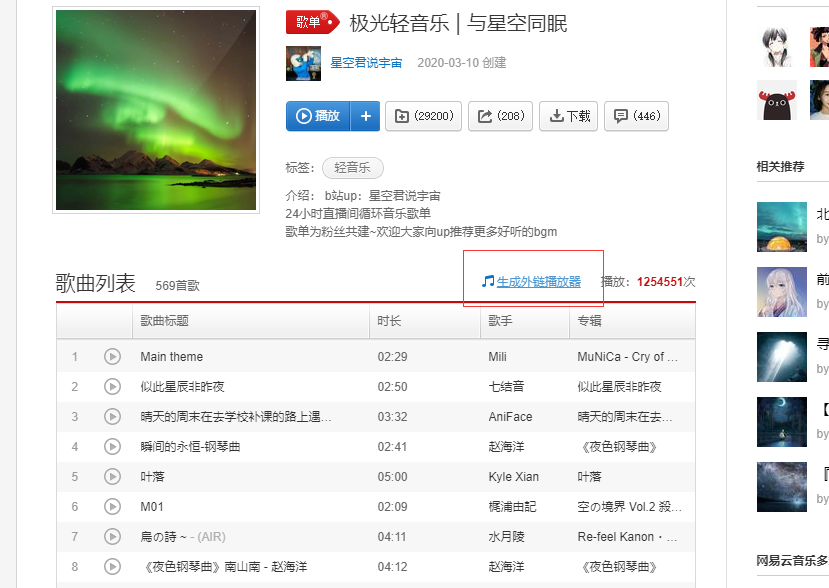 歌单 极光轻音乐 | 与星空同眠
星空君说宇宙 2020-03-10 创建
播放 + (29200) (208) 下载 (446)
标签： 轻音乐
介绍： b站up：星空君说宇宙
24小时直播间循环音乐歌单
歌单为粉丝共建~欢迎大家向up推荐更多好听的bgm
歌曲列表 569首歌 生成外链播放器 播放：1254551次
歌曲标题 时长 歌手 专辑
1 Main theme 02:29 Mili MuNiCa - Cry of ...
2 似此星辰非昨夜 02:50 七结音 似此星辰非昨夜
3 晴天的周末在去学校补课的路上遇... 03:32 AniFace 晴天的周末在去...
4 瞬间的永恒-钢琴曲 02:41 赵海洋 《夜色钢琴曲》
5 叶落 05:00 Kyle Xian 叶落
6 M01 02:09 梶浦由記 空の境界 Vol.2 殺...
7 鳥の詩 ~ - (AIR) 04:11 水月陵 Re-feel Kanon・...
8 《夜色钢琴曲》南山南 - 赵海洋 04:12 赵海洋 《夜色钢琴曲》
相关推荐
北
by
前
by
寻
by
【
by
『
by
网易云音乐多